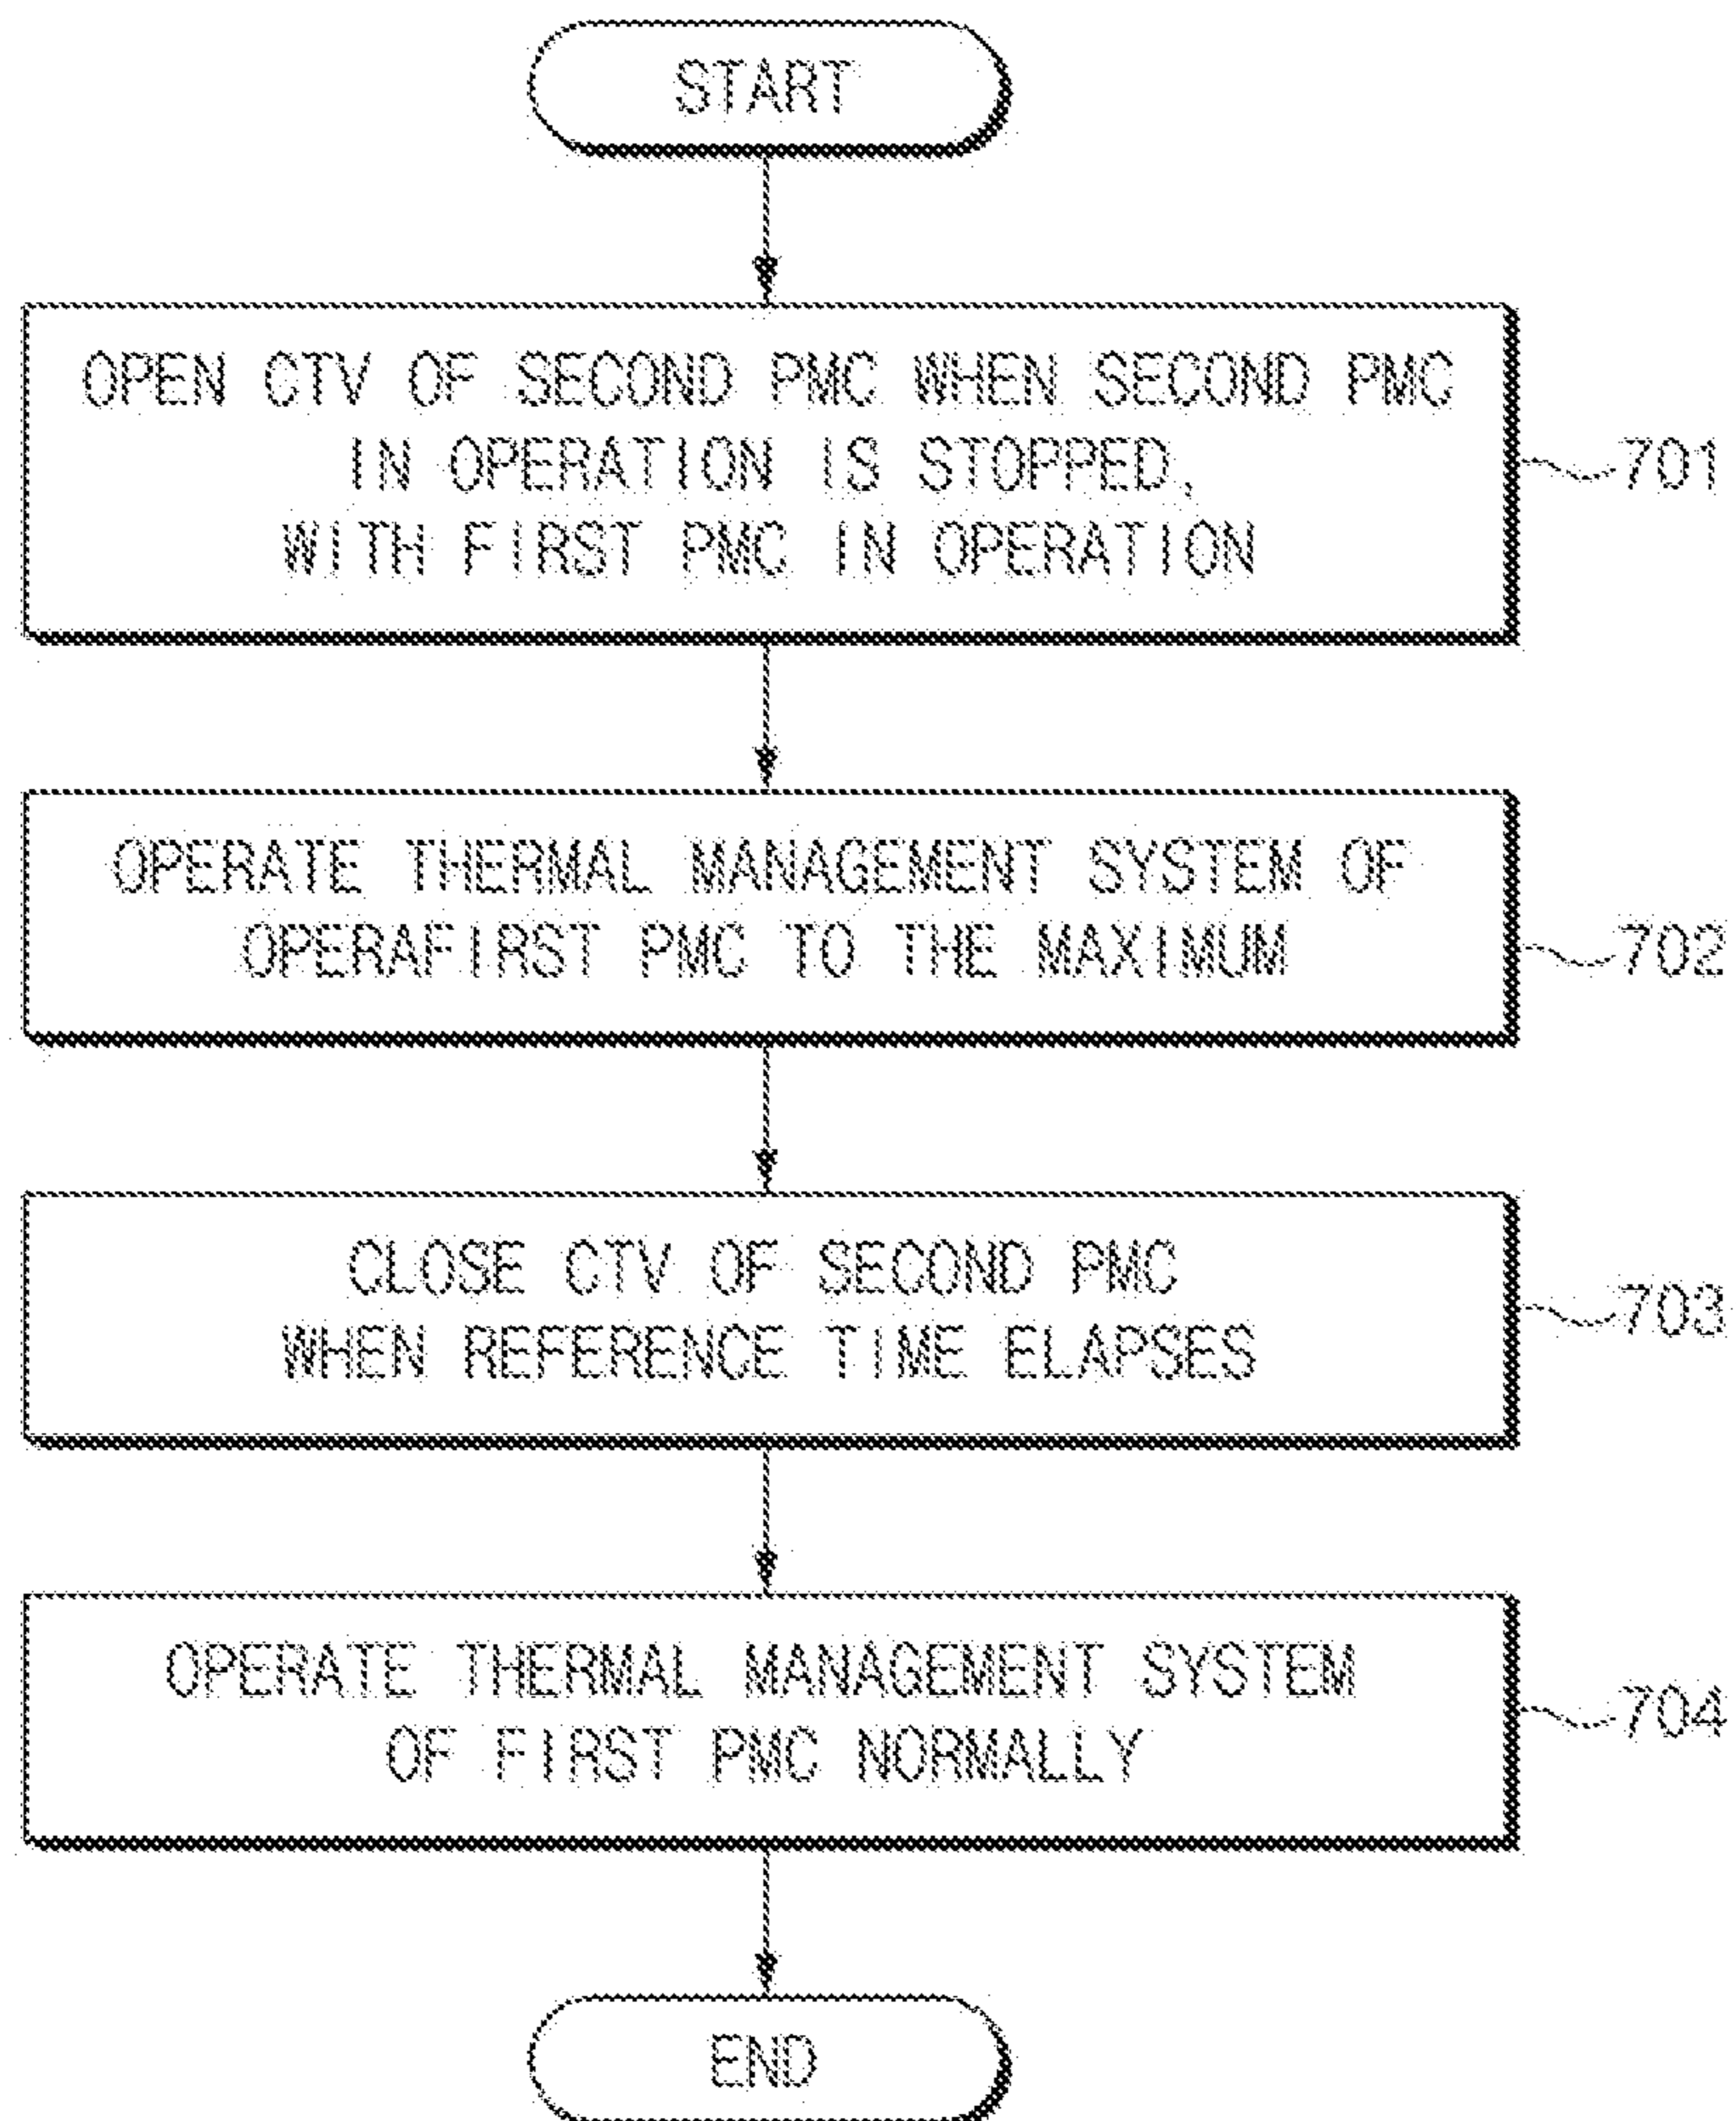 START
OPEN CTV OF SECOND PMC WHEN SECOND PMC
IN OPERATION IS STOPPED,
WITH FIRST PMC IN OPERATION
701
OPERATE THERMAL MANAGEMENT SYSTEM OF
OPERAFIRST PMC TO THE MAXIMUM
702
CLOSE CTV OF SECOND PMC
WHEN REFERENCE TIME ELAPSES
703
OPERATE THERMAL MANAGEMENT SYSTEM
OF FIRST PMC NORMALLY
704
END